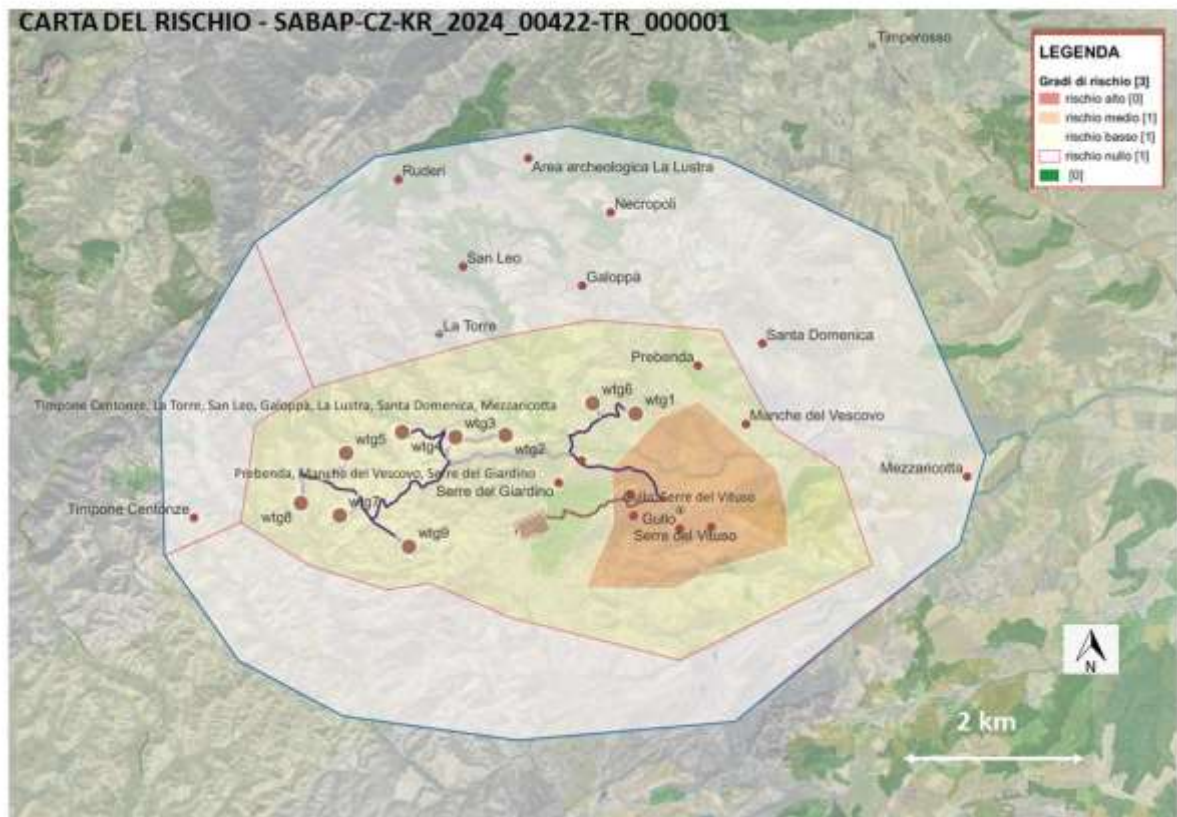 CARTA DEL RISCHIO - SABAP-CZ-KR_2024_00422-TR_000001
Timperosso
LEGENDA
Gradi di rischio [3]
rischio alto [0]
rischio medio [1]
rischio basso [1]
rischio nullo [1]
[0]
Ruderi
Area archeologica La Lustra
Necropoli
San Leo
Galoppà
La Torre
Santa Domenica
Prebenda
wtg6
wtg1
Timpone Centonze, La Torre, San Leo, Galoppà, La Lustra, Santa Domenica, Mezzaricotta
Manche del Vescovo
wtg3
wtg4
wtg2
wtg5
Prebenda, Manche del Vescovo, Serre del Giardino
Mezzaricotta
Serre del Giardino
Serre del Vituso
wtg8
wtg7
Timpone Centonze
Gullo
Serre del Vituso
wtg9
N
2 km